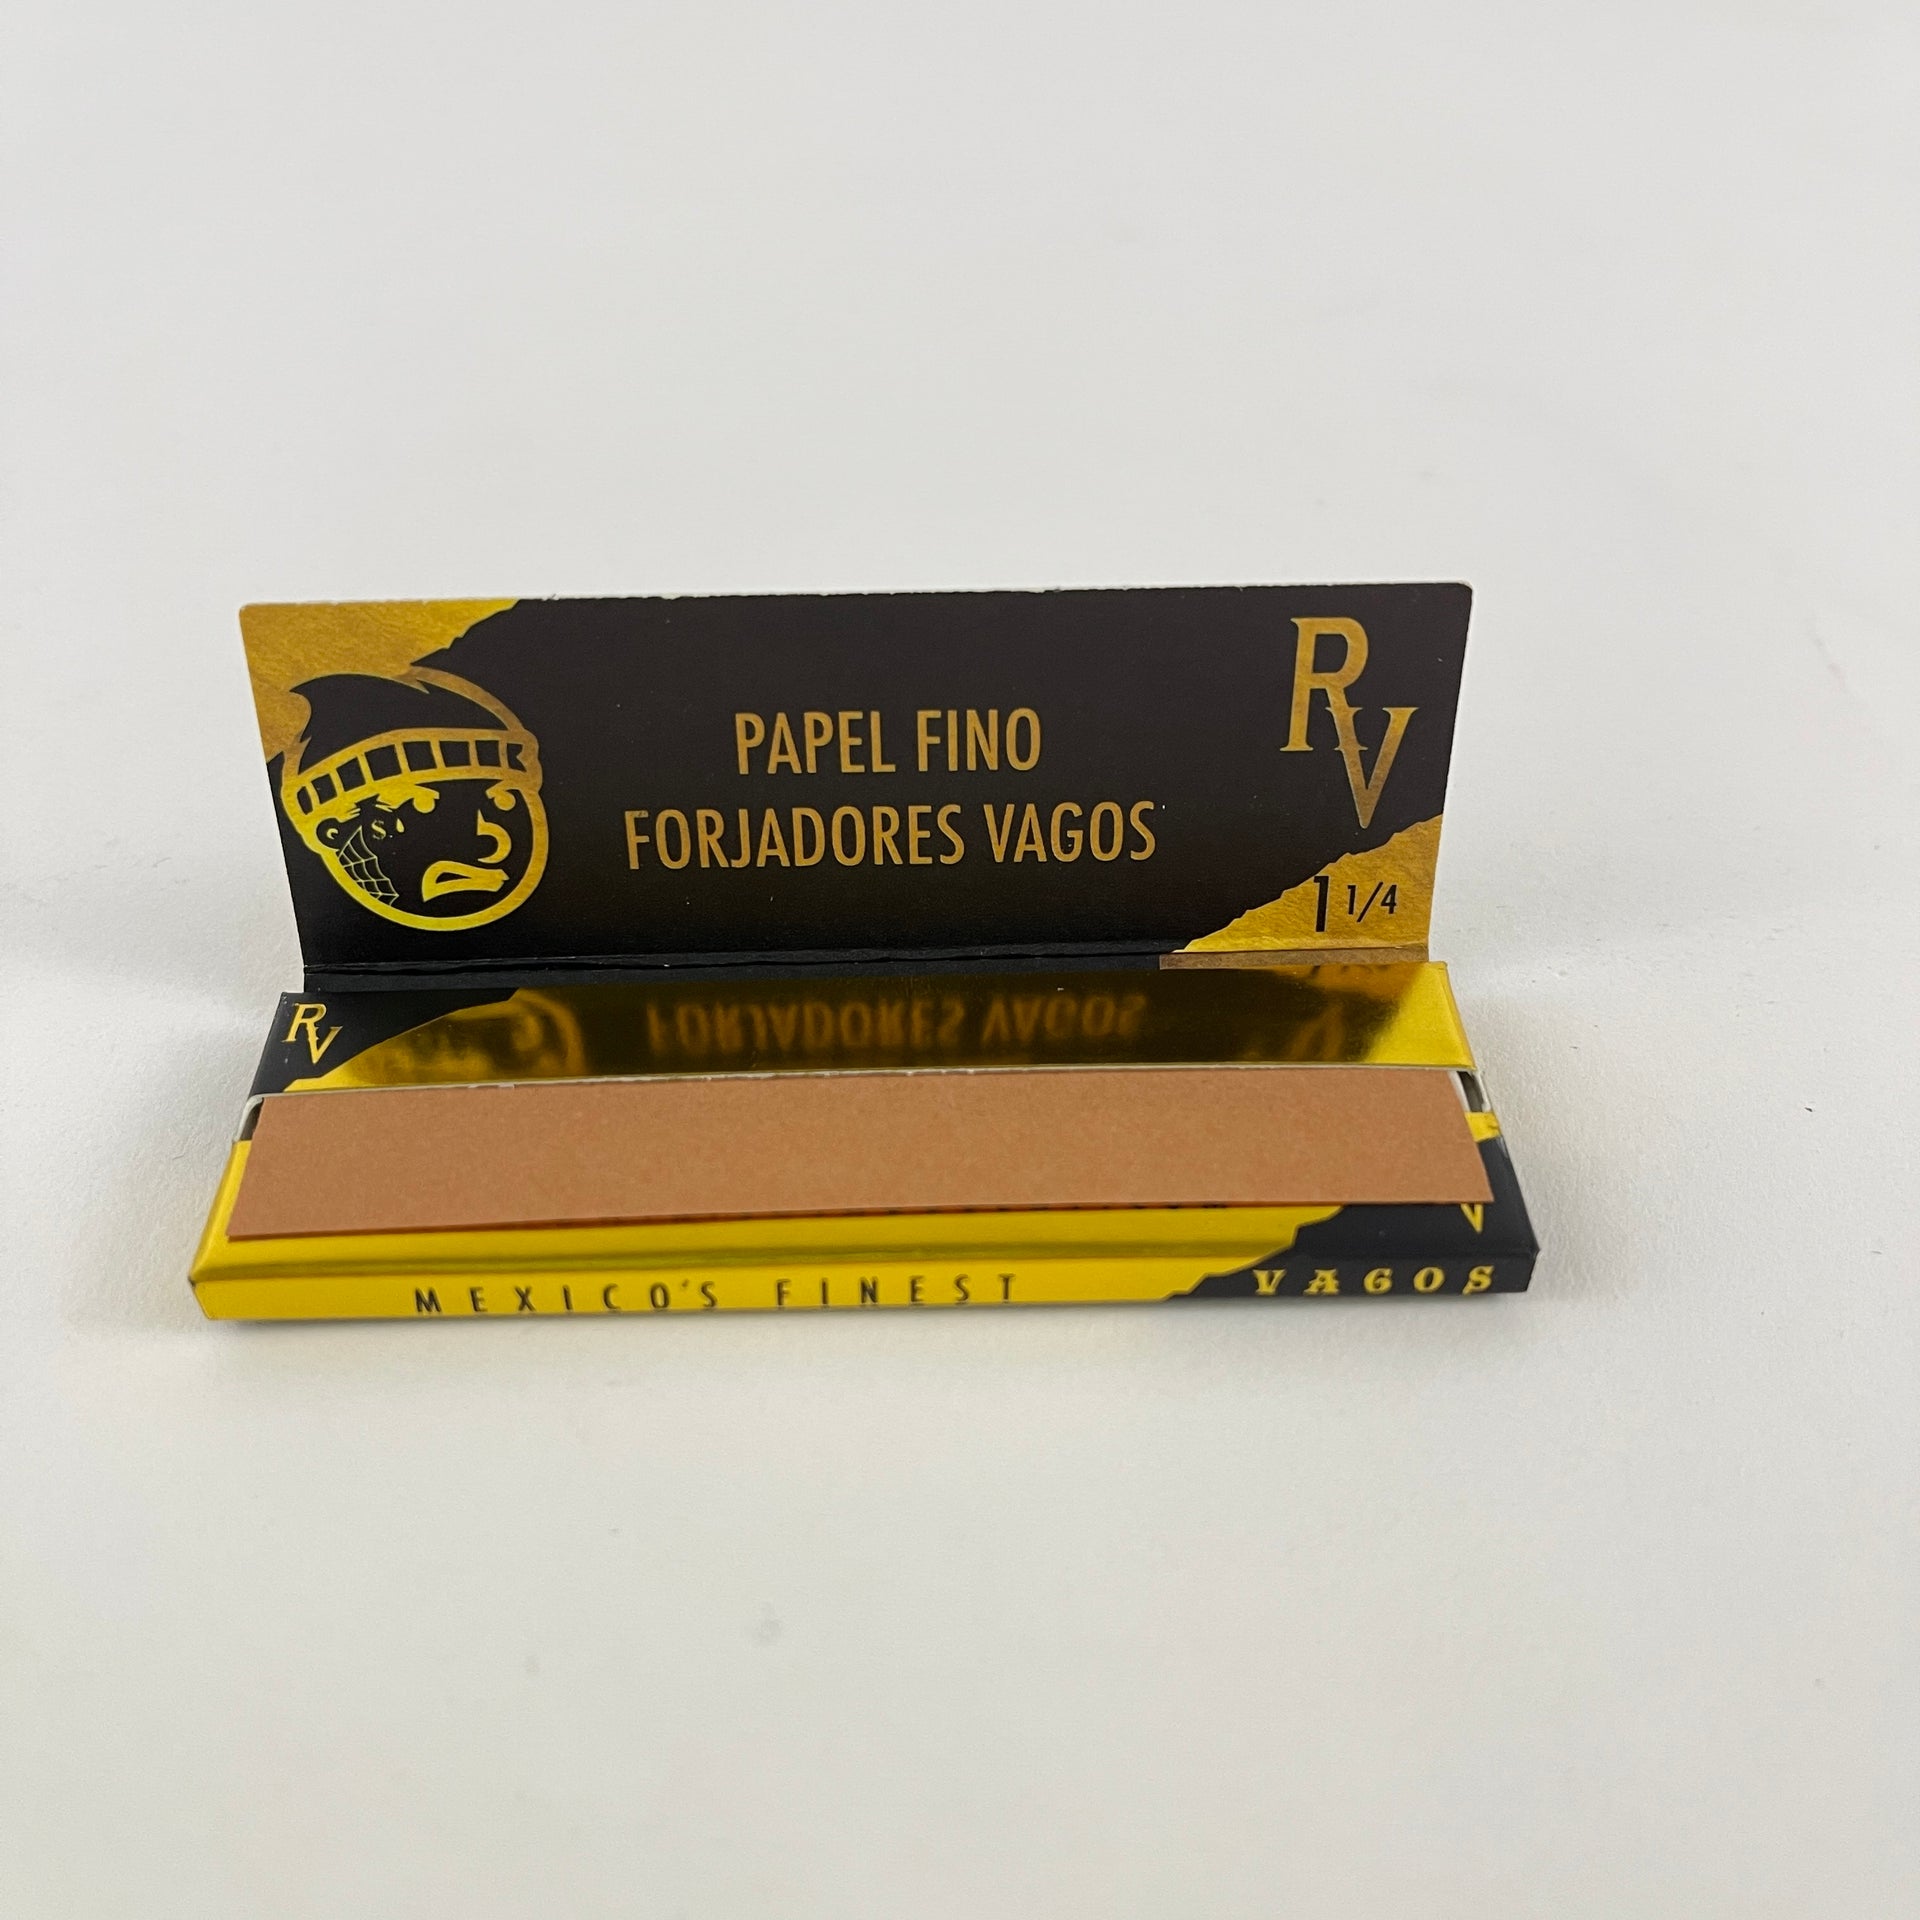 RV
PAPEL FINO
FORJADORES VAGOS
1 1/4
$
RV
FORJADORES VAGOS
V
MEXICO'S FINEST
VAGOS